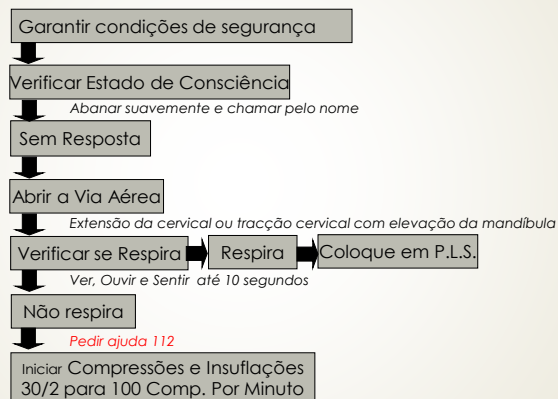 Garantir condições de segurança
Verificar Estado de Consciência
Abanar suavemente e chamar pelo nome
Sem Resposta
Abrir a Via Aérea
Extensão da cervical ou tracção cervical com elevação da mandíbula
Verificar se Respira
Respira
Coloque em P.L.S.
Ver, Ouvir e Sentir até 10 segundos
Não respira
Pedir ajuda 112
Iniciar Compressões e Insuflações
30/2 para 100 Comp. Por Minuto